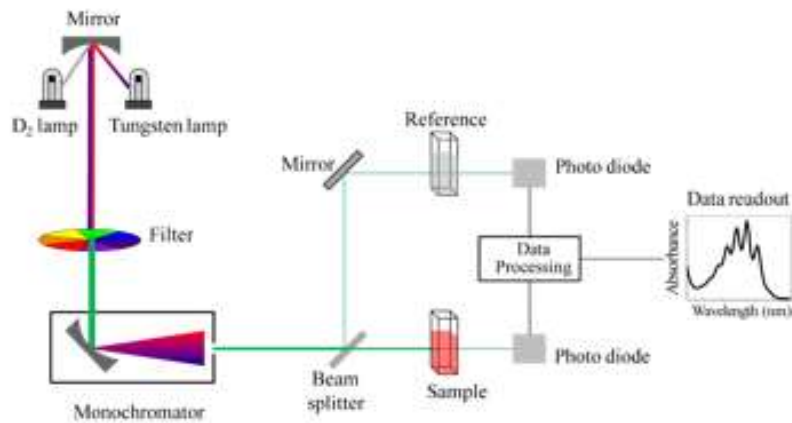 Mirror
D₂ lamp
Tungsten lamp
Filter
Monochromator
Mirror
Beam
splitter
Reference
Sample
Photo diode
Data
Processing
Photo diode
Data readout
Absorbance
Wavelength (nm)